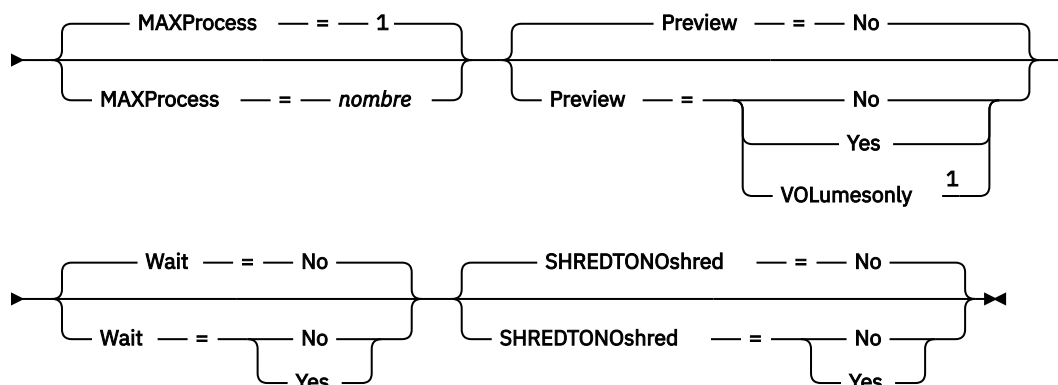 MAXProcess = 1 Preview = No
MAXProcess = nombre Preview = No
Yes
VOLumesonly 1
Wait = No SHREDTONOshred = No
Wait = No SHREDTONOshred = No
Yes Yes